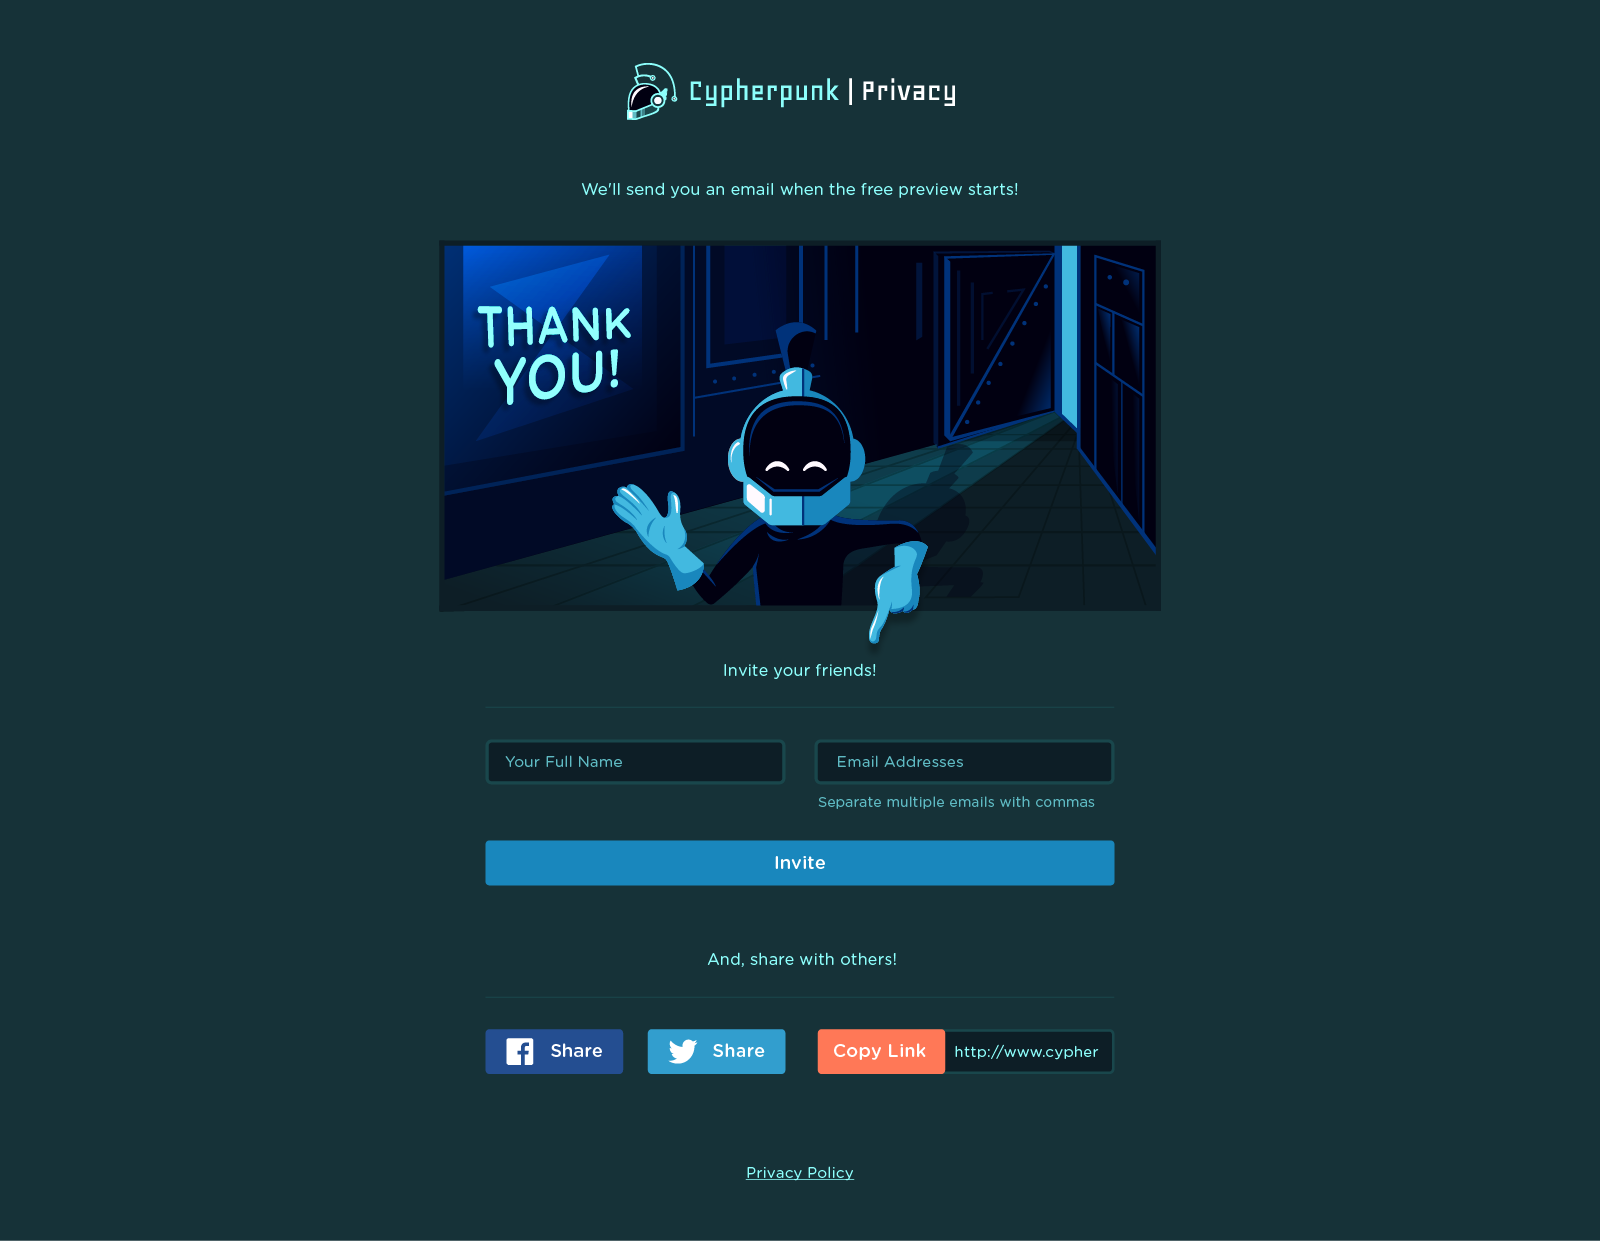 Cypherpunk | Privacy
We'll send you an email when the free preview starts!
THANK
YOU!
Invite your friends!
Your Full Name
Email Addresses
Separate multiple emails with commas
Invite
And, share with others!
Share
Share
Copy Link
http://www.cypher
Privacy Policy